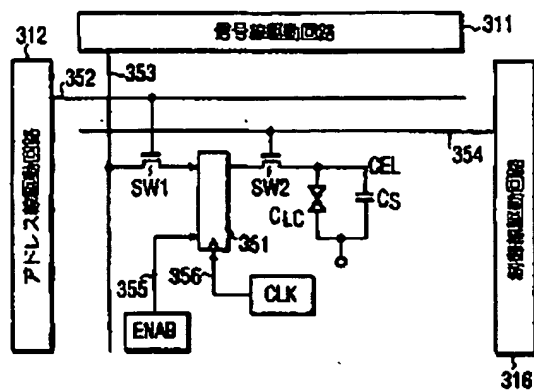 312
信号線駆動回路
311
352
353
アドレス線駆動回路
354
SW1
SW2
CEL
CLC
CS
351
制御線駆動回路
355
356
CLK
ENAB
316